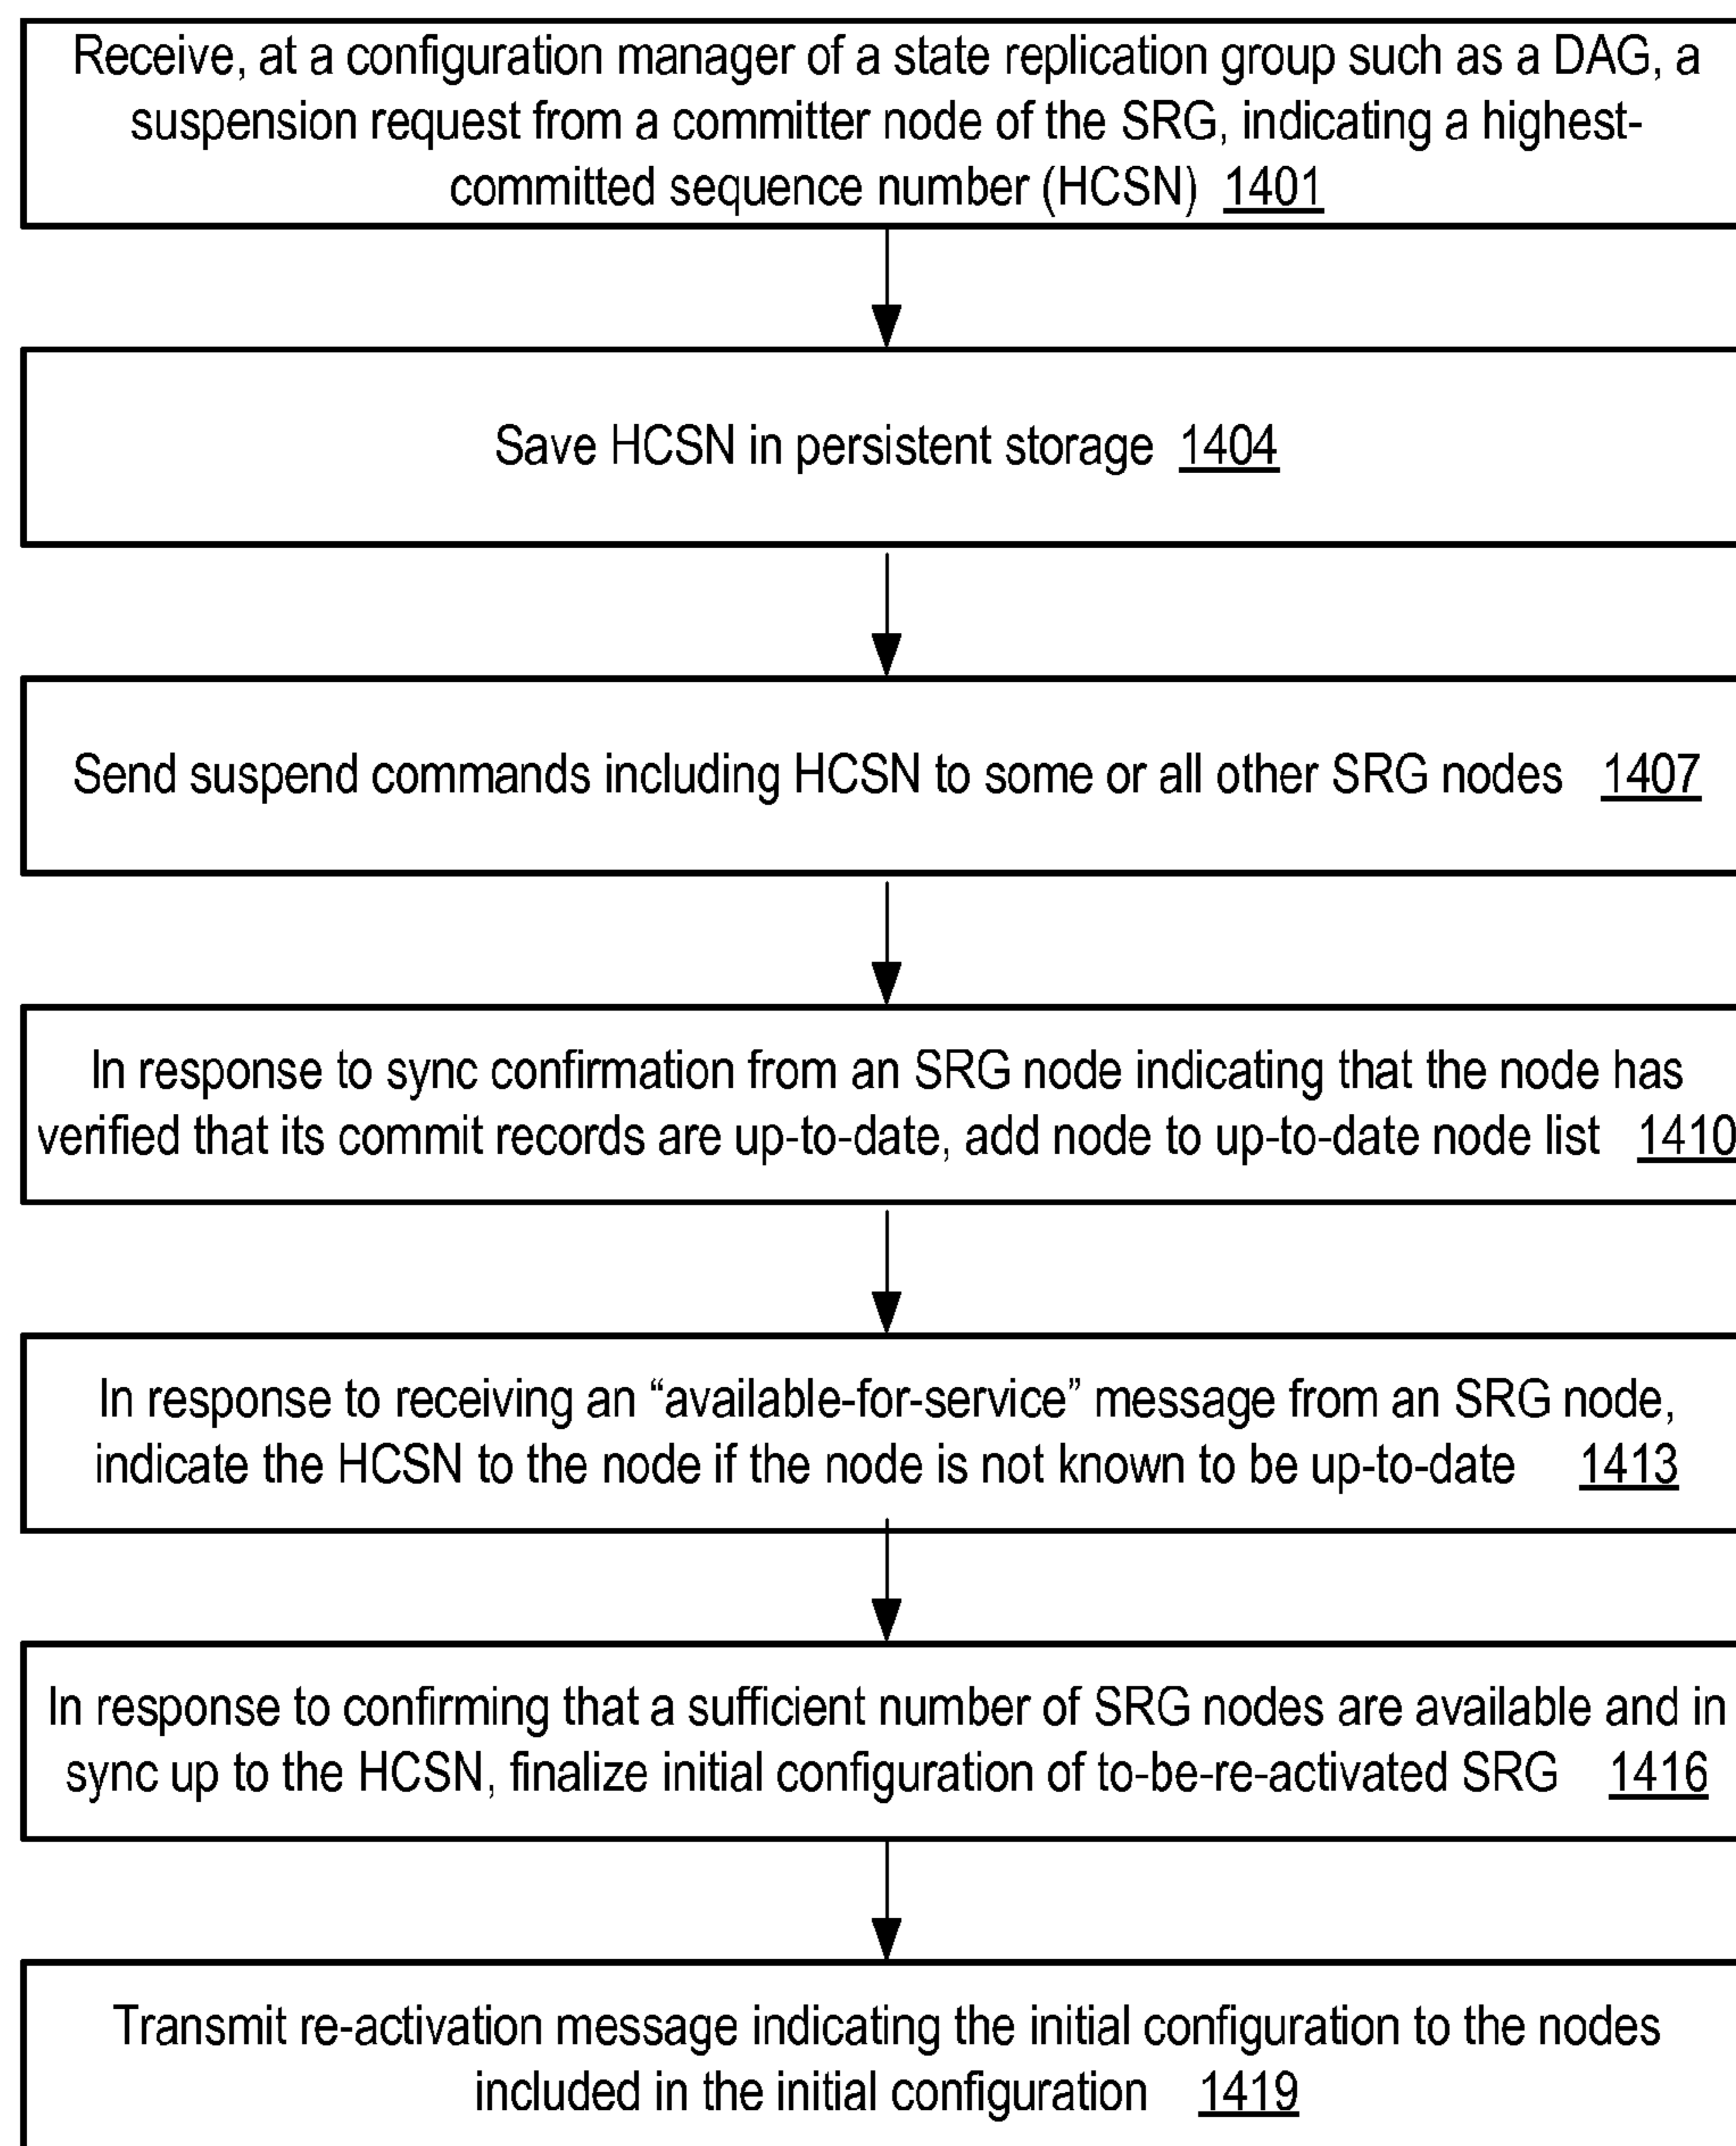 Receive, at a configuration manager of a state replication group such as a DAG, a
suspension request from a committer node of the SRG, indicating a highest-
committed sequence number (HCSN) 1401
Save HCSN in persistent storage 1404
Send suspend commands including HCSN to some or all other SRG nodes 1407
In response to sync confirmation from an SRG node indicating that the node has
verified that its commit records are up-to-date, add node to up-to-date node list 1410
In response to receiving an “available-for-service” message from an SRG node,
indicate the HCSN to the node if the node is not known to be up-to-date 1413
In response to confirming that a sufficient number of SRG nodes are available and in
sync up to the HCSN, finalize initial configuration of to-be-re-activated SRG 1416
Transmit re-activation message indicating the initial configuration to the nodes
included in the initial configuration 1419